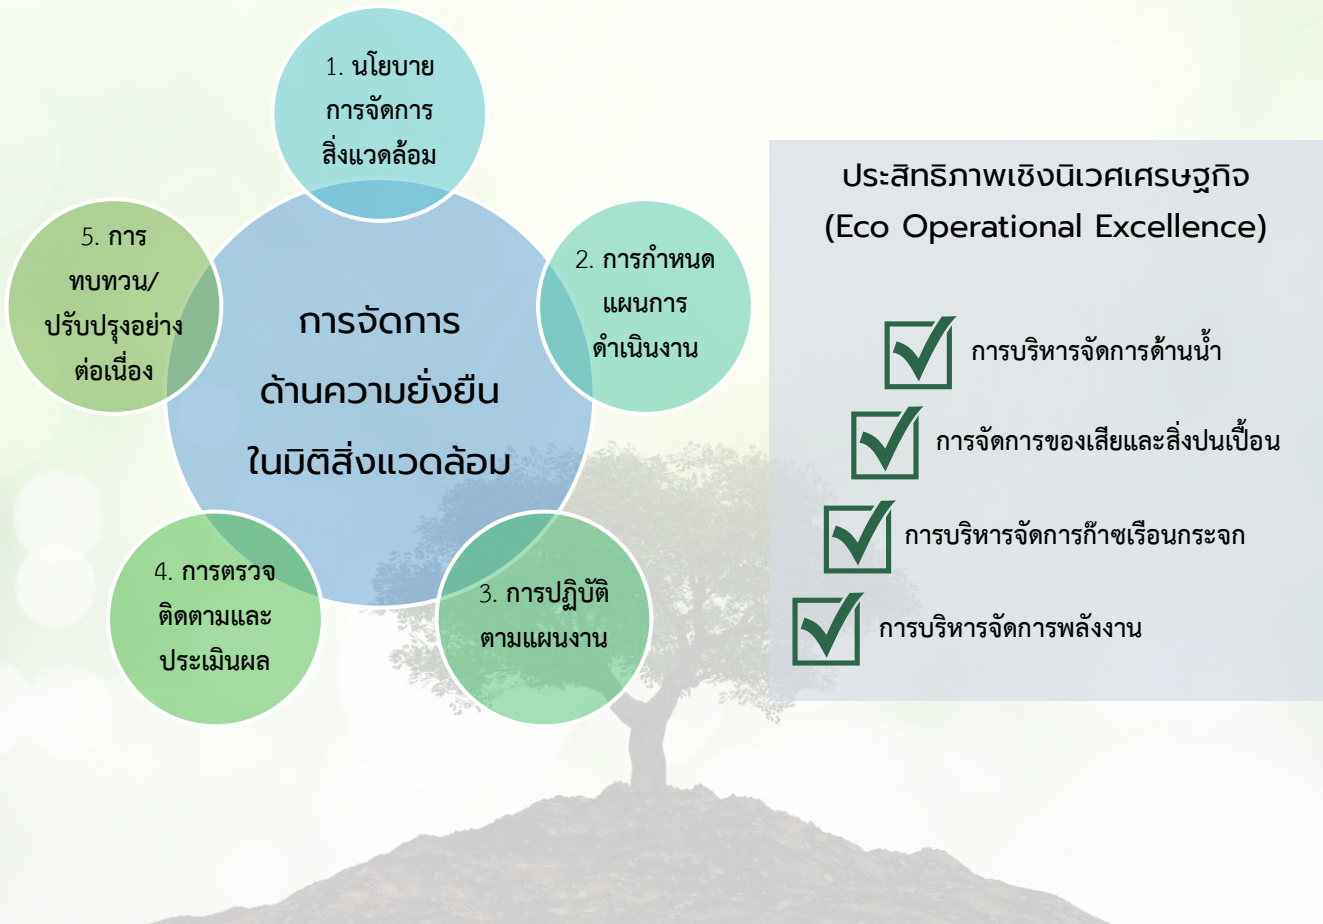 1. นโยบาย
การจัดการ
สิ่งแวดล้อม
2. การกำหนด
แผนการ
ดำเนินงาน
3. การปฏิบัติ
ตามแผนงาน
4. การตรวจ
ติดตามและ
ประเมินผล
5. การ
ทบทวน/
ปรับปรุงอย่าง
ต่อเนื่อง
การจัดการ
ด้านความยั่งยืน
ในมิติสิ่งแวดล้อม
ประสิทธิภาพเชิงนิเวศเศรษฐกิจ
(Eco Operational Excellence)
การบริหารจัดการด้านน้ำ
การจัดการของเสียและสิ่งปนเปื้อน
การบริหารจัดการก๊าซเรือนกระจก
การบริหารจัดการพลังงาน